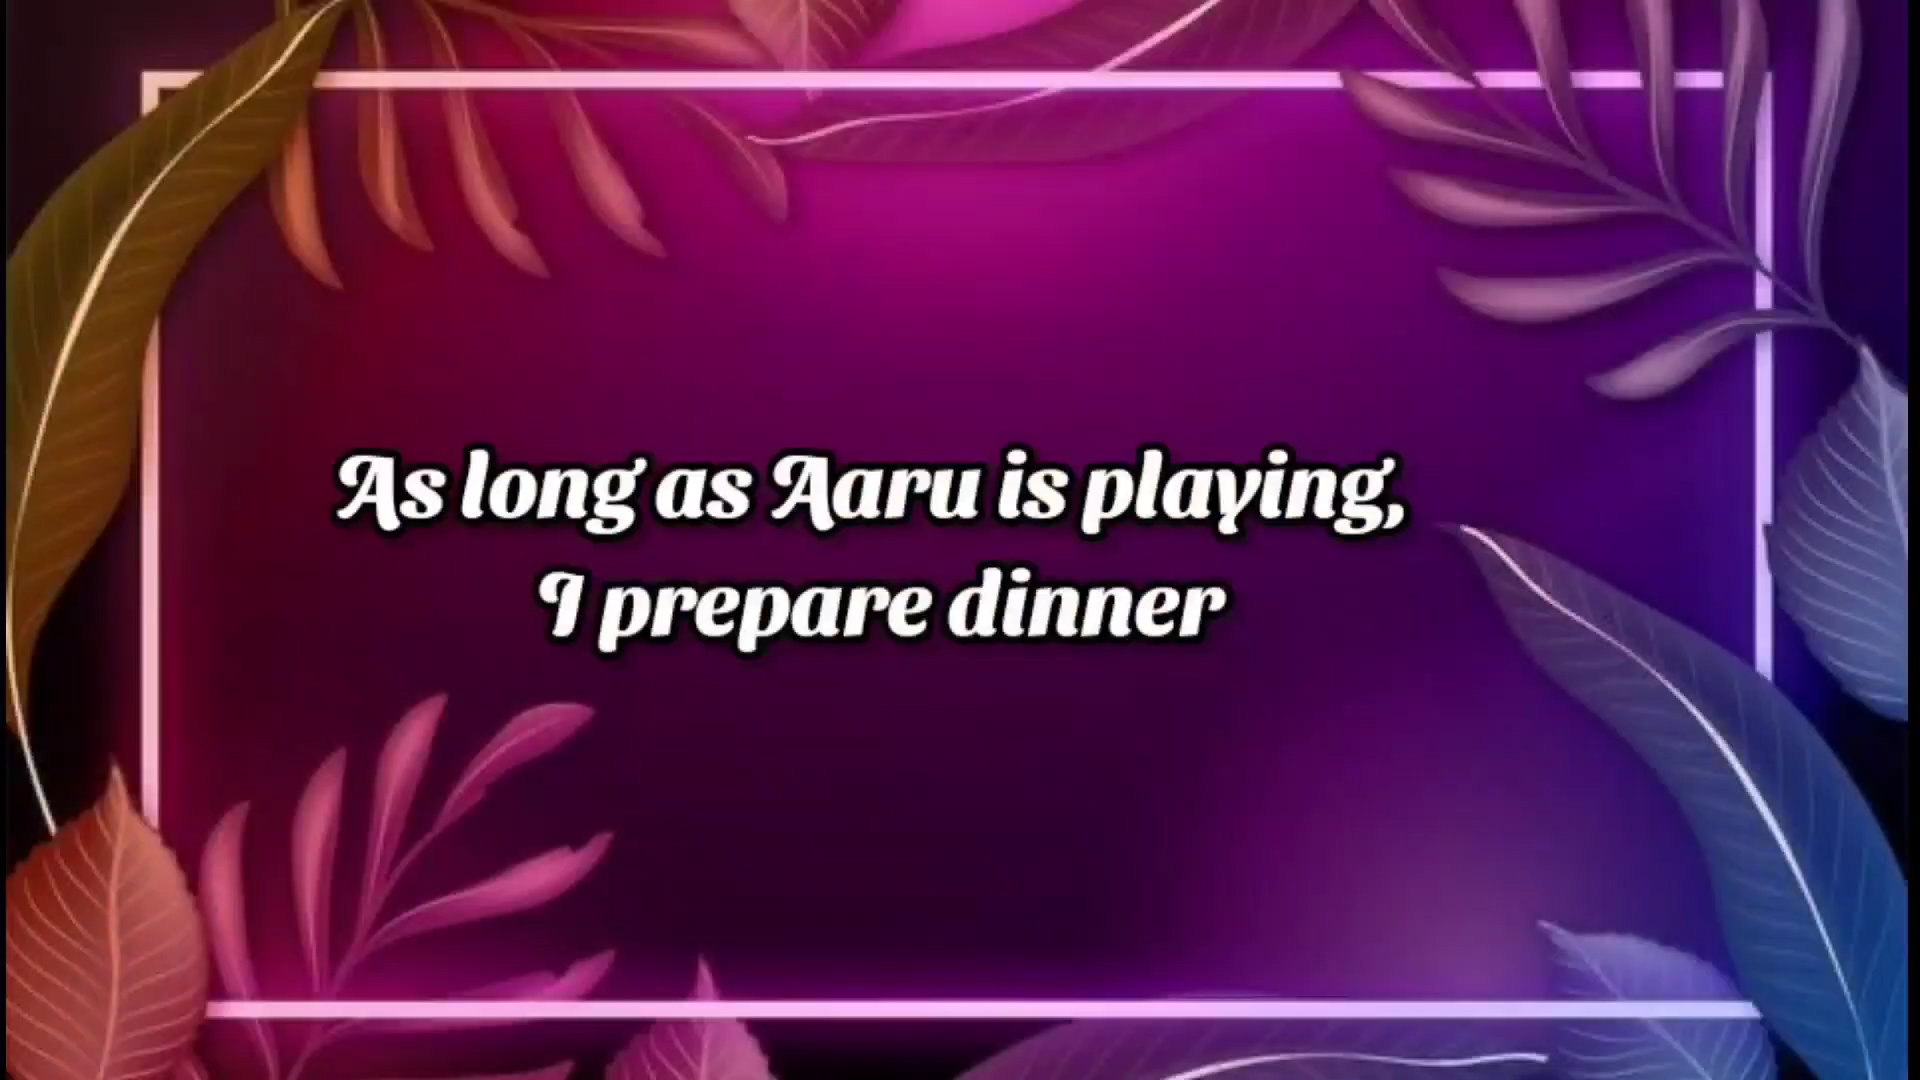 As long as Aaru is playing,
I prepare dinner